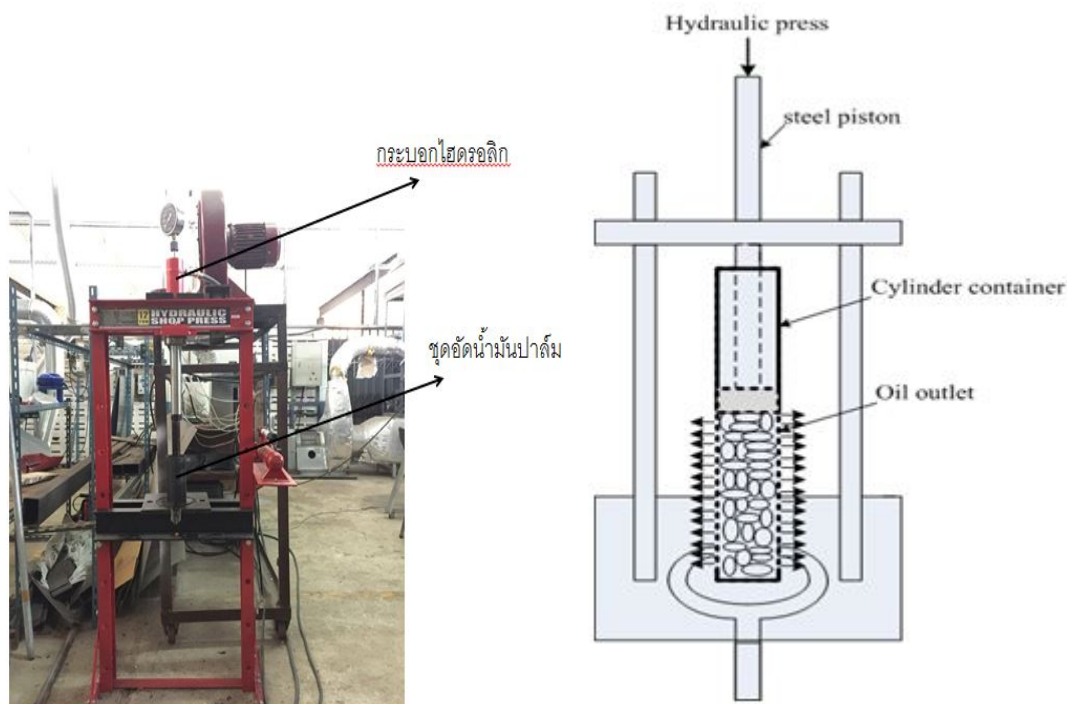 กระบอกไฮดรอลิก
ชุดอัดน้ำมันปาล์ม
12
HYDRAULIC
SHOP PRESS
Hydraulic press
steel piston
Cylinder container
Oil outlet